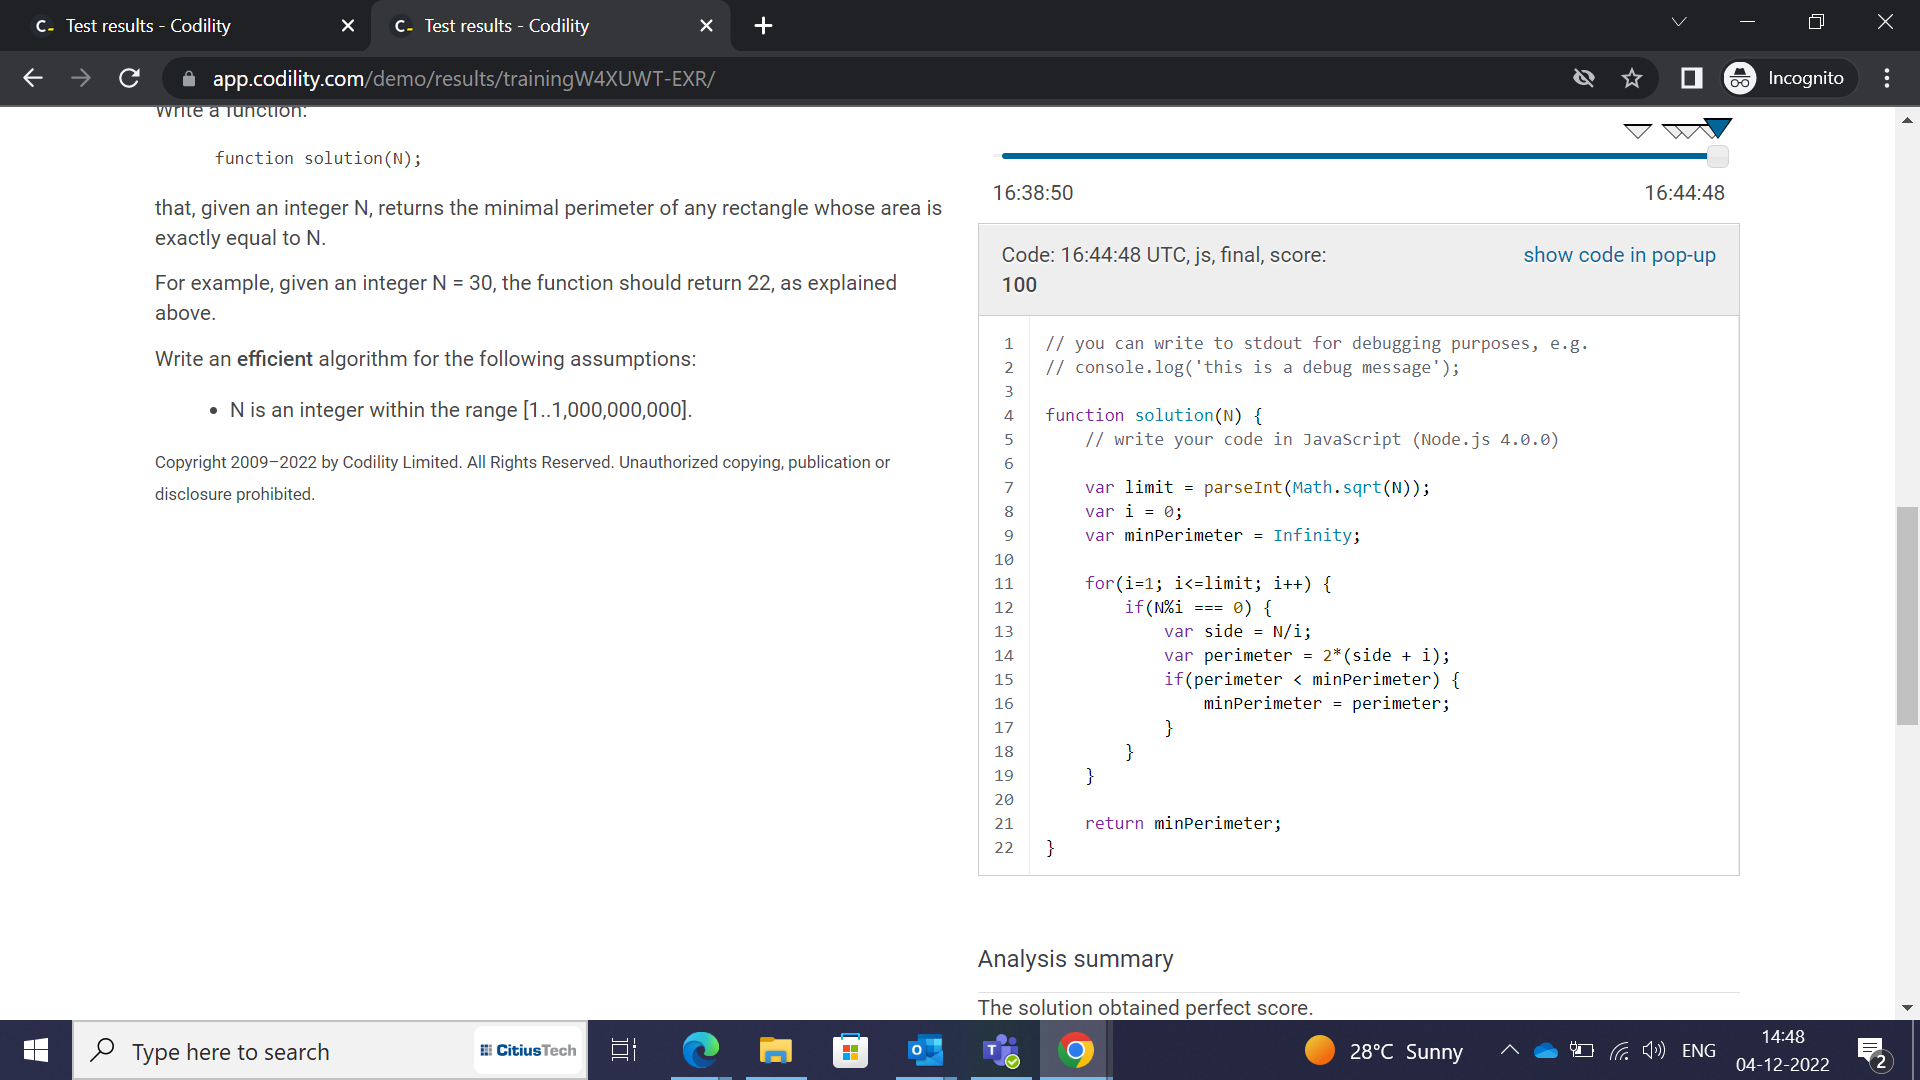 Test results - Codility
Test results - Codility
app.codility.com/demo/results/trainingW4XUWT-EXR/
Incognito
Write a function:
function solution(N);
that, given an integer N, returns the minimal perimeter of any rectangle whose area is
exactly equal to N.
For example, given an integer N = 30, the function should return 22, as explained
above.
Write an efficient algorithm for the following assumptions:
• N is an integer within the range [1..1,000,000,000].
Copyright 2009–2022 by Codility Limited. All Rights Reserved. Unauthorized copying, publication or
disclosure prohibited.
16:38:50
16:44:48
Code: 16:44:48 UTC, js, final, score:
100
show code in pop-up
1 // you can write to stdout for debugging purposes, e.g.
2 // console.log('this is a debug message');
3
4 function solution(N) {
5 // write your code in JavaScript (Node.js 4.0.0)
6
7 var limit = parseInt(Math.sqrt(N));
8 var i = 0;
9 var minPerimeter = Infinity;
10
11 for(i=1; i<=limit; i++) {
12 if(N%i === 0) {
13 var side = N/i;
14 var perimeter = 2*(side + i);
15 if(perimeter < minPerimeter) {
16 minPerimeter = perimeter;
17 }
18 }
19 }
20
21 return minPerimeter;
22 }
Analysis summary
The solution obtained perfect score.
Type here to search
CitiusTech
28°C Sunny
ENG
14:48
04-12-2022
2